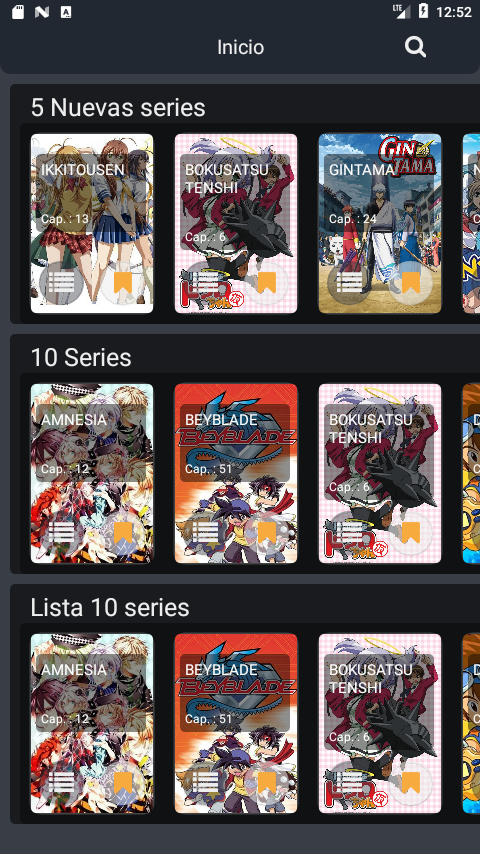 LTE 12:52
Inicio
5 Nuevas series
IKKITOUSEN
Cap. : 13
BOKUSATSU
TENSHI
Cap. : 6
GINTAMA
GIN
TAMA
Cap. : 24
N
C
10 Series
AMNESIA
Cap. : 12
BEYBLADE
BEYBLADE
Cap. : 51
BOKUSATSU
TENSHI
Cap. : 6
D
C
Lista 10 series
AMNESIA
Cap. : 12
BEYBLADE
BEYBLADE
Cap. : 51
BOKUSATSU
TENSHI
Cap. : 6
D
C